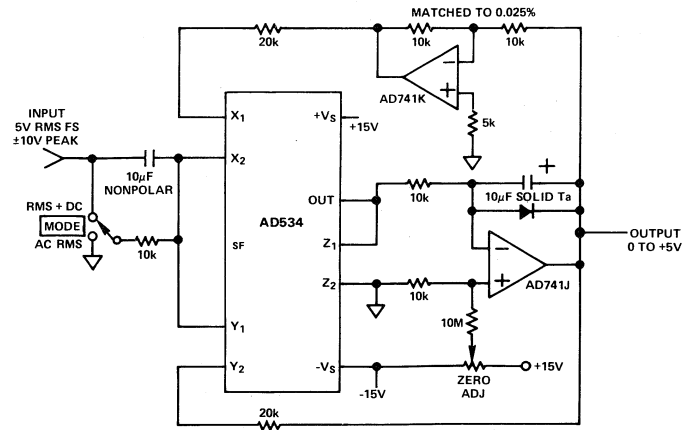 MATCHED TO 0.025%
20k
10k
10k
AD741K
5k
INPUT
5V RMS FS
±10V PEAK
X1
+VS
+15V
X2
10μF
NONPOLAR
RMS + DC
MODE
AC RMS
10k
OUT
AD534
SF
Z1
Z2
10k
10μF SOLID Ta
+
−
+
−
+
OUTPUT
0 TO +5V
AD741J
10k
10M
Y1
Y2
-VS
-15V
ZERO
ADJ
+15V
20k